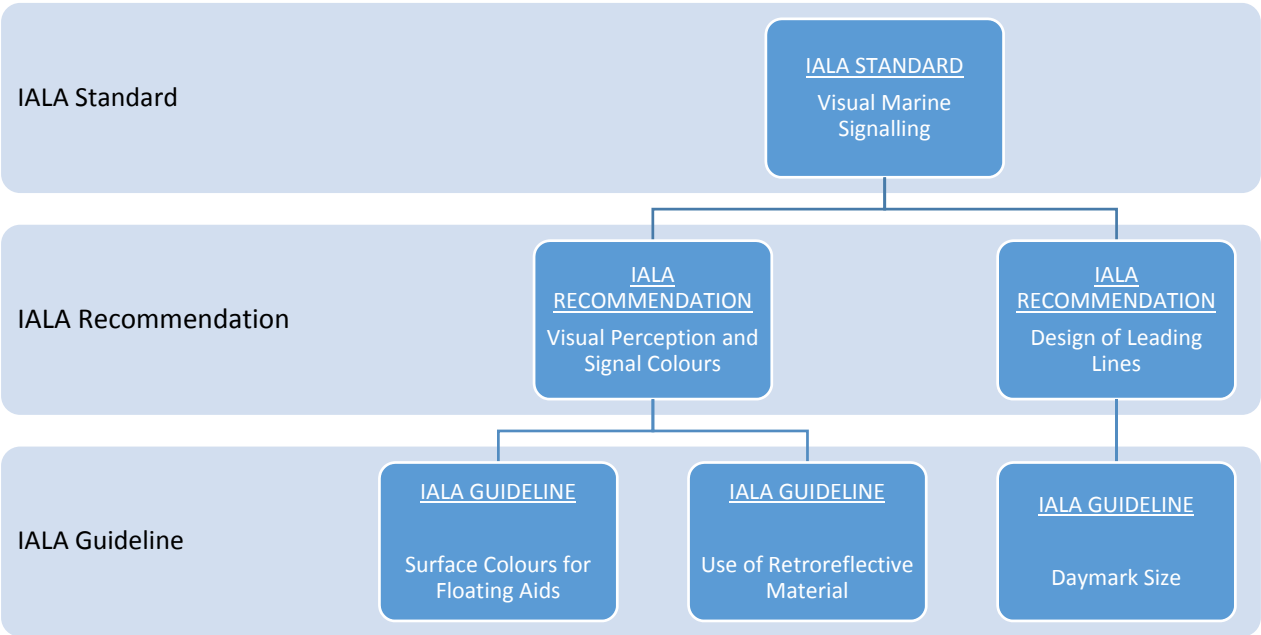 IALA Standard
IALA STANDARD
Visual Marine
Signalling
IALA Recommendation
IALA
RECOMMENDATION
Visual Perception and
Signal Colours
IALA
RECOMMENDATION
Design of Leading
Lines
IALA Guideline
IALA GUIDELINE
Surface Colours for
Floating Aids
IALA GUIDELINE
Use of Retroreflective
Material
IALA GUIDELINE
Daymark Size